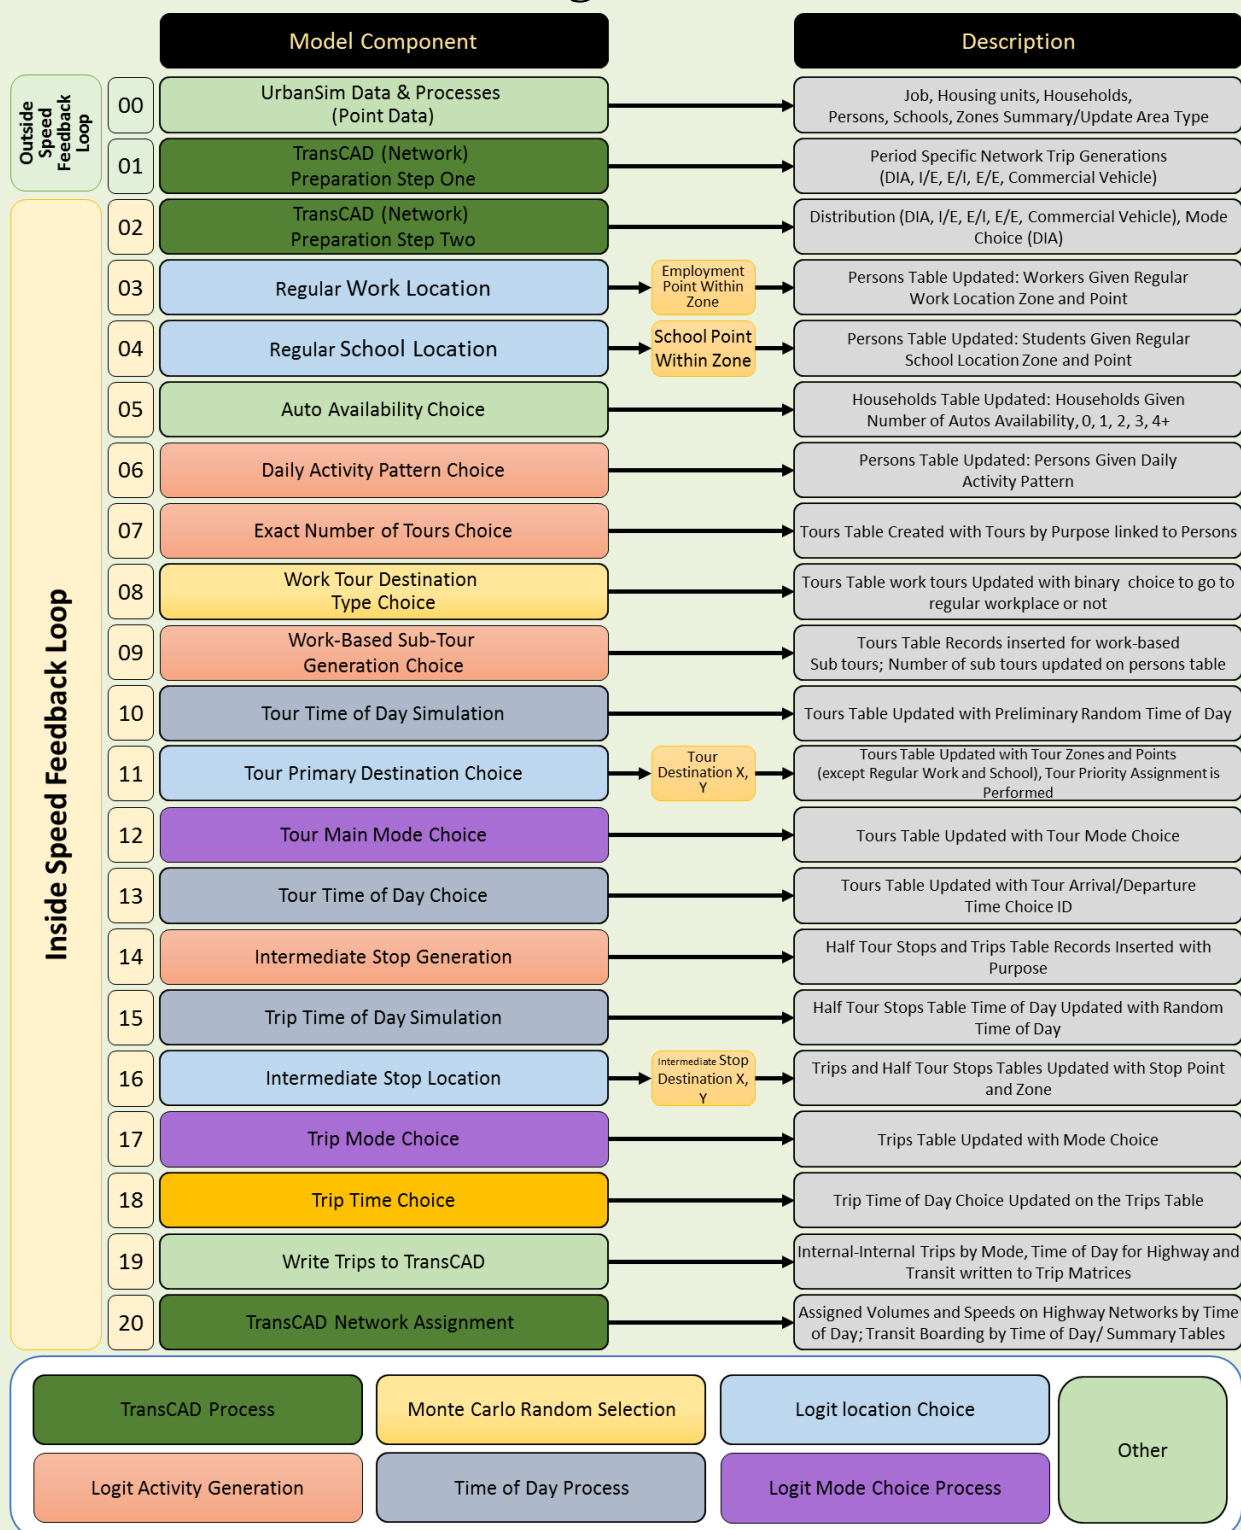 Model Component
Description
Outside
Speed
Feedback
Loop
00
UrbanSim Data & Processes
(Point Data)
Job, Housing units, Households,
Persons, Schools, Zones Summary/Update Area Type
01
TransCAD (Network)
Preparation Step One
Period Specific Network Trip Generations
(DIA, I/E, E/I, E/E, Commercial Vehicle)
Inside Speed Feedback Loop
02
TransCAD (Network)
Preparation Step Two
Distribution (DIA, I/E, E/I, E/E, Commercial Vehicle), Mode
Choice (DIA)
03
Regular Work Location
Employment
Point Within
Zone
Persons Table Updated: Workers Given Regular
Work Location Zone and Point
04
Regular School Location
School Point
Within Zone
Persons Table Updated: Students Given Regular
School Location Zone and Point
05
Auto Availability Choice
Households Table Updated: Households Given
Number of Autos Availability, 0, 1, 2, 3, 4+
06
Daily Activity Pattern Choice
Persons Table Updated: Persons Given Daily
Activity Pattern
07
Exact Number of Tours Choice
Tours Table Created with Tours by Purpose linked to Persons
08
Work Tour Destination
Type Choice
Tours Table work tours Updated with binary choice to go to
regular workplace or not
09
Work-Based Sub-Tour
Generation Choice
Tours Table Records inserted for work-based
Sub tours; Number of sub tours updated on persons table
10
Tour Time of Day Simulation
Tours Table Updated with Preliminary Random Time of Day
11
Tour Primary Destination Choice
Tour
Destination X,
Y
Tours Table Updated with Tour Zones and Points
(except Regular Work and School), Tour Priority Assignment is
Performed
12
Tour Main Mode Choice
Tours Table Updated with Tour Mode Choice
13
Tour Time of Day Choice
Tours Table Updated with Tour Arrival/Departure
Time Choice ID
14
Intermediate Stop Generation
Half Tour Stops and Trips Table Records Inserted with
Purpose
15
Trip Time of Day Simulation
Half Tour Stops Table Time of Day Updated with Random
Time of Day
16
Intermediate Stop Location
Intermediate Stop
Destination X,
Y
Trips and Half Tour Stops Tables Updated with Stop Point
and Zone
17
Trip Mode Choice
Trips Table Updated with Mode Choice
18
Trip Time Choice
Trip Time of Day Choice Updated on the Trips Table
19
Write Trips to TransCAD
Internal-Internal Trips by Mode, Time of Day for Highway and
Transit written to Trip Matrices
20
TransCAD Network Assignment
Assigned Volumes and Speeds on Highway Networks by Time
of Day; Transit Boarding by Time of Day/ Summary Tables
TransCAD Process
Monte Carlo Random Selection
Logit location Choice
Other
Logit Activity Generation
Time of Day Process
Logit Mode Choice Process